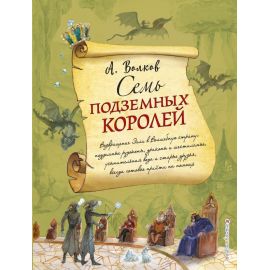 А. Волков
Семь
ПОДЗЕМНЫХ
КОРОЛЕЙ
Возвращение Элли в Волшебную страну:
подземные рудокопы, драконы и шестилапые,
усыпительная вода и старые друзья,
всегда готовые прийти на помощь